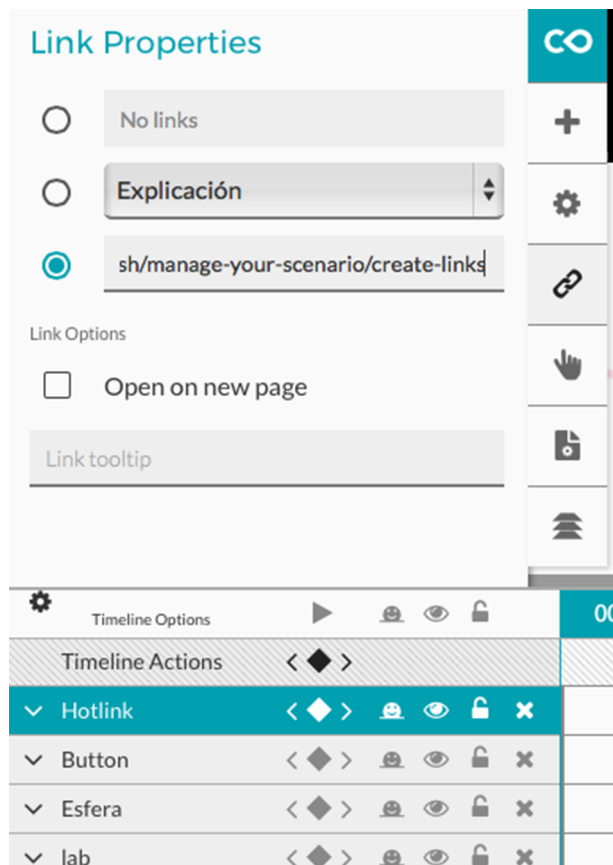 Link Properties
No links
Explicación
sh/manage-your-scenario/create-links
Link Options
Open on new page
Link tooltip
Timeline Options
00
Timeline Actions
Hotlink
Button
Esfera
lab